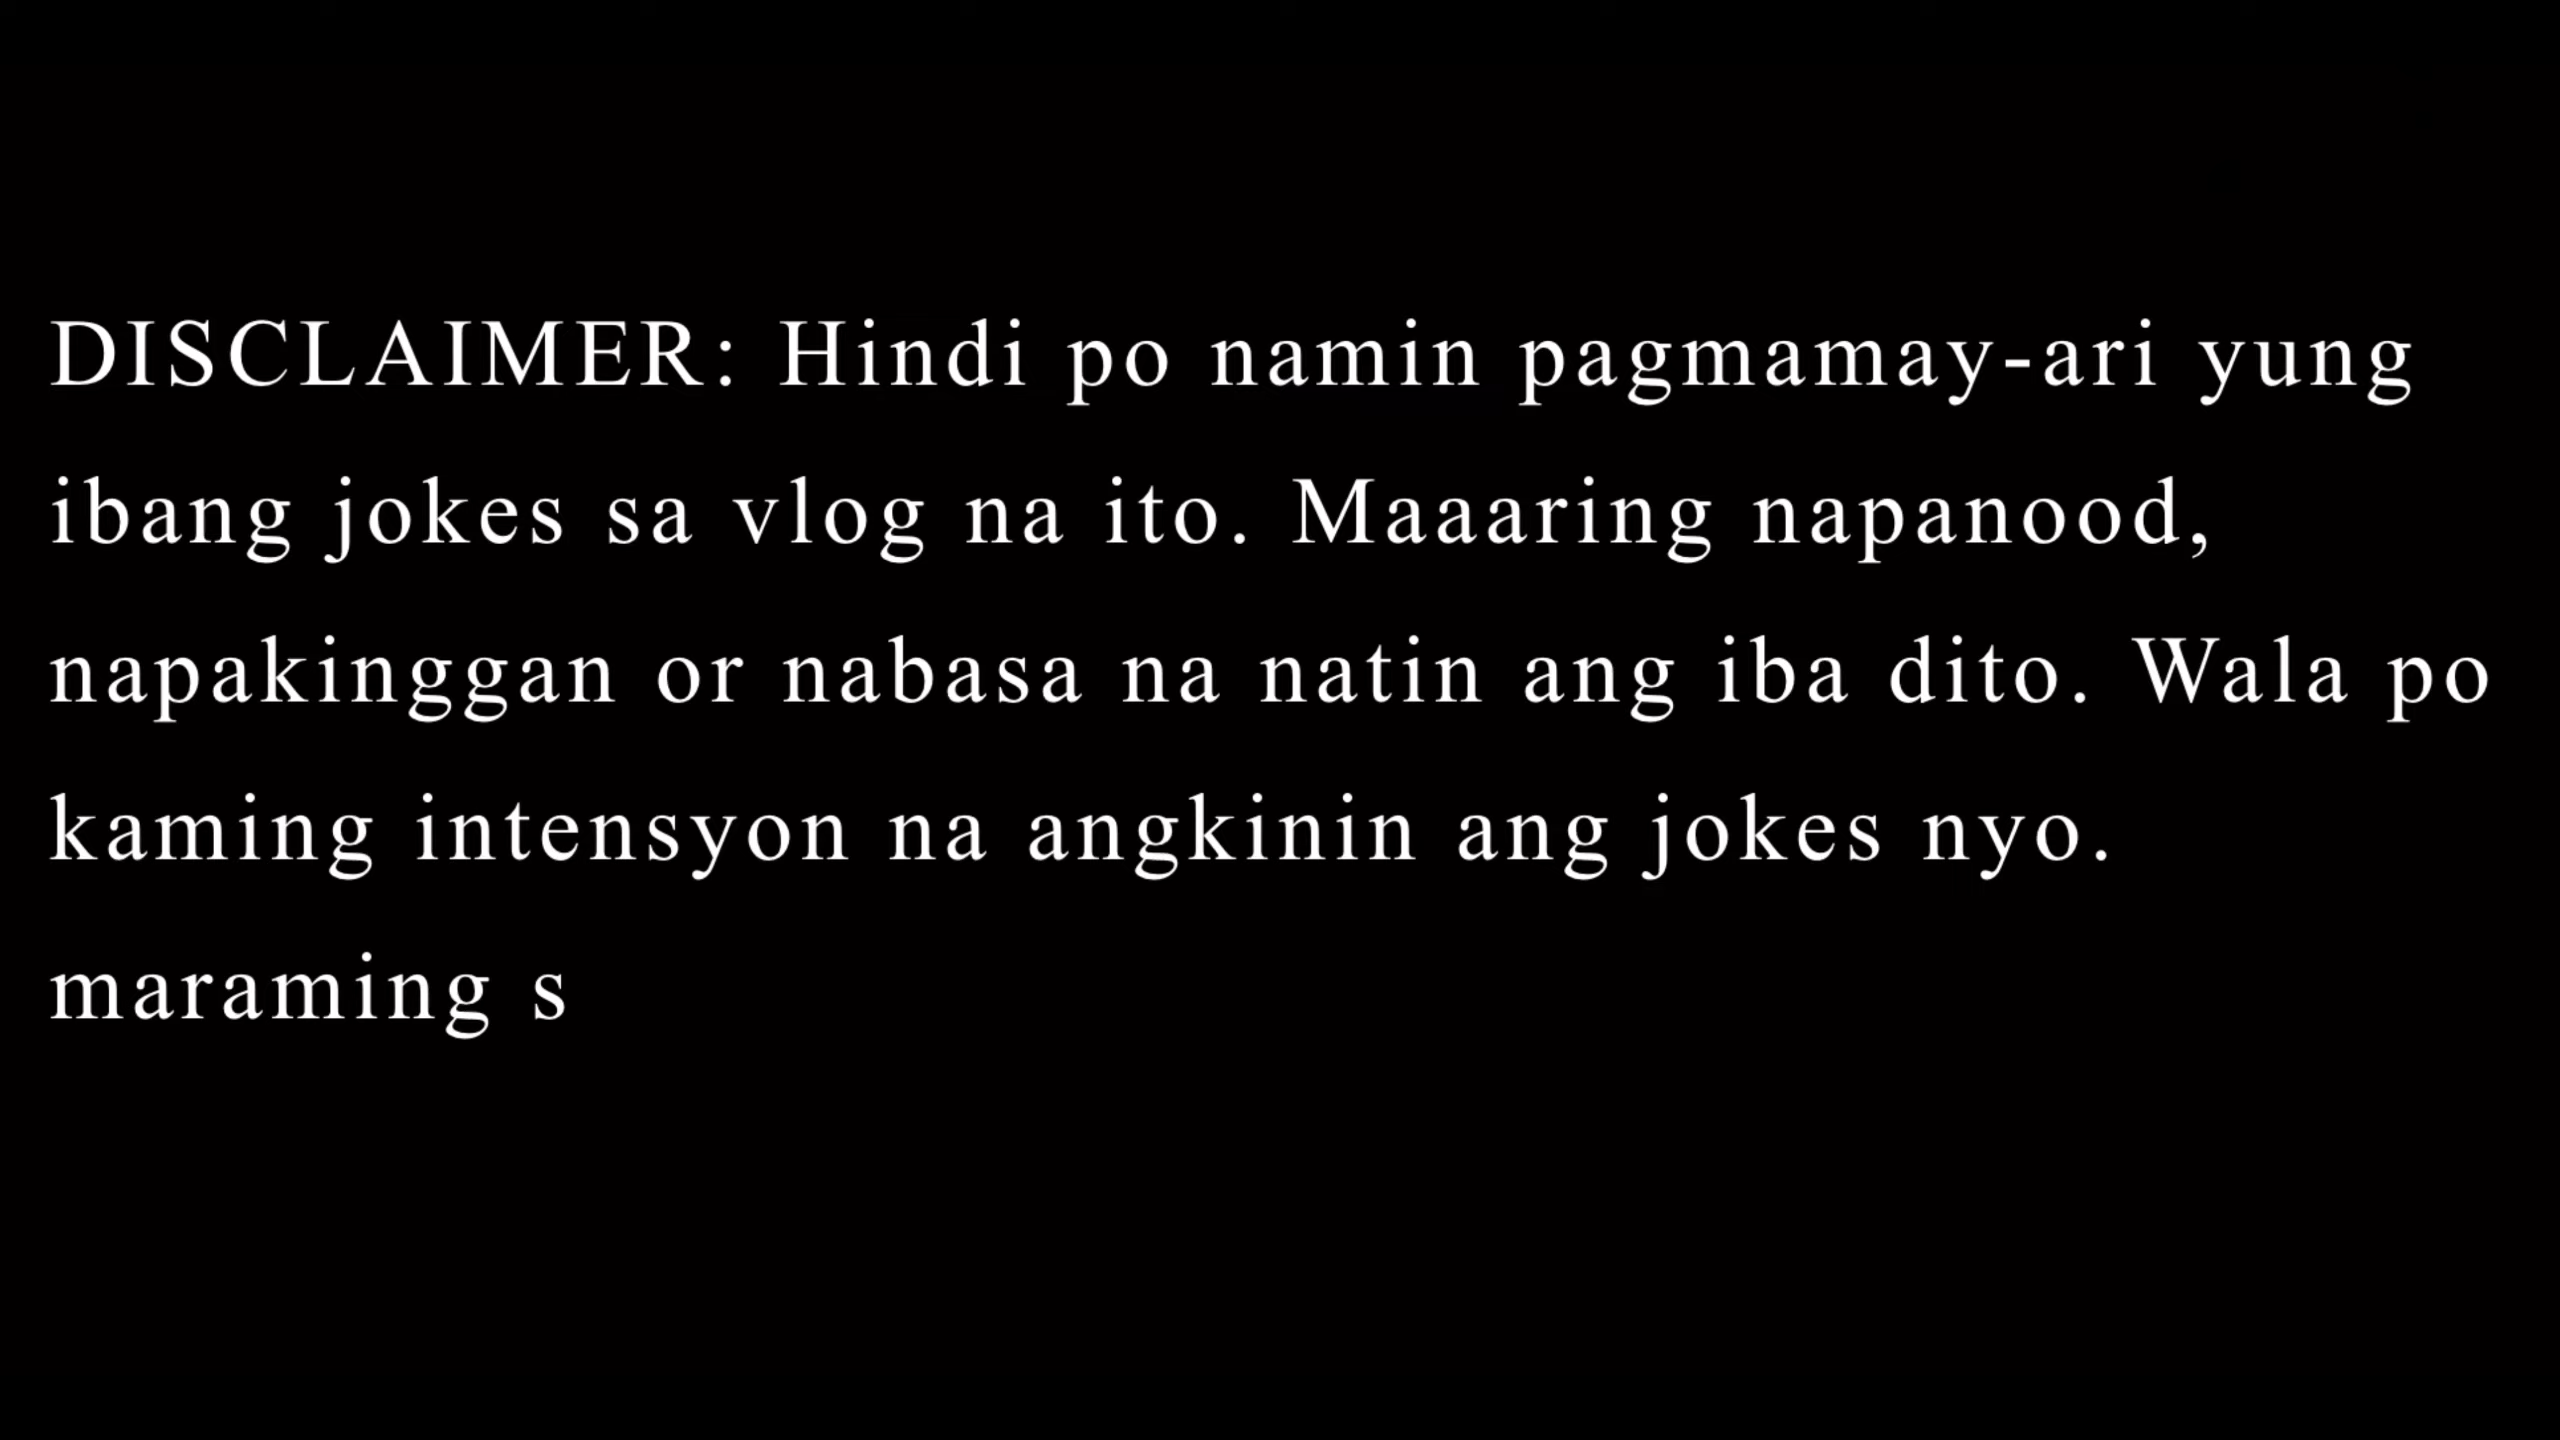 DISCLAIMER: Hindi po namin pagmamay-ari yung
ibang jokes sa vlog na ito. Maaaring napanood,
napakinggan or nabasa na natin ang iba dito. Wala po
kaming intensyon na angkinin ang jokes nyo.
maraming s